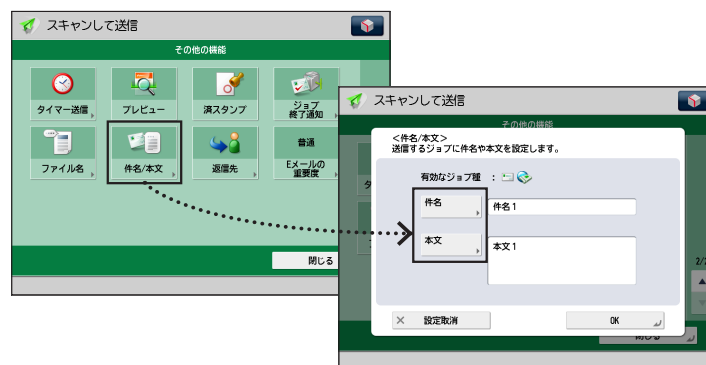 スキャンして送信
その他の機能
タイマー送信
プレビュー
済スタンプ
ジョブ
終了通知
ファイル名
件名/本文
返信先
普通
Eメールの
重要度
閉じる
スキャンして送信
その他の機能
<件名/本文>
送信するジョブに件名や本文を設定します。
有効なジョブ種 :
件名
件名1
本文
本文1
設定取消
OK
閉じる